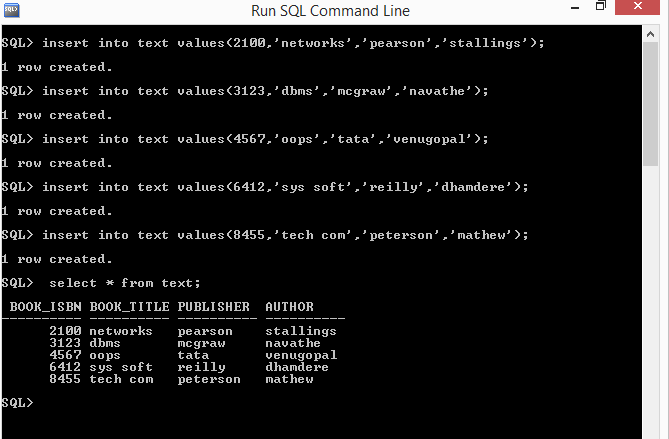 Run SQL Command Line
SQL> insert into text values(2100,'networks','pearson','stallings');
1 row created.
SQL> insert into text values(3123,'dbms','mcgraw','navathe');
1 row created.
SQL> insert into text values(4567,'oops','tata','venugopal');
1 row created.
SQL> insert into text values(6412,'sys soft','reilly','dhamdere');
1 row created.
SQL> insert into text values(8455,'tech com','peterson','mathew');
1 row created.
SQL>  select * from text;
 BOOK_ISBN BOOK_TITLE PUBLISHER  AUTHOR
---------- ---------- ---------- ----------
      2100 networks   pearson    stallings
      3123 dbms       mcgraw     navathe
      4567 oops       tata       venugopal
      6412 sys soft   reilly     dhamdere
      8455 tech com   peterson   mathew
SQL>